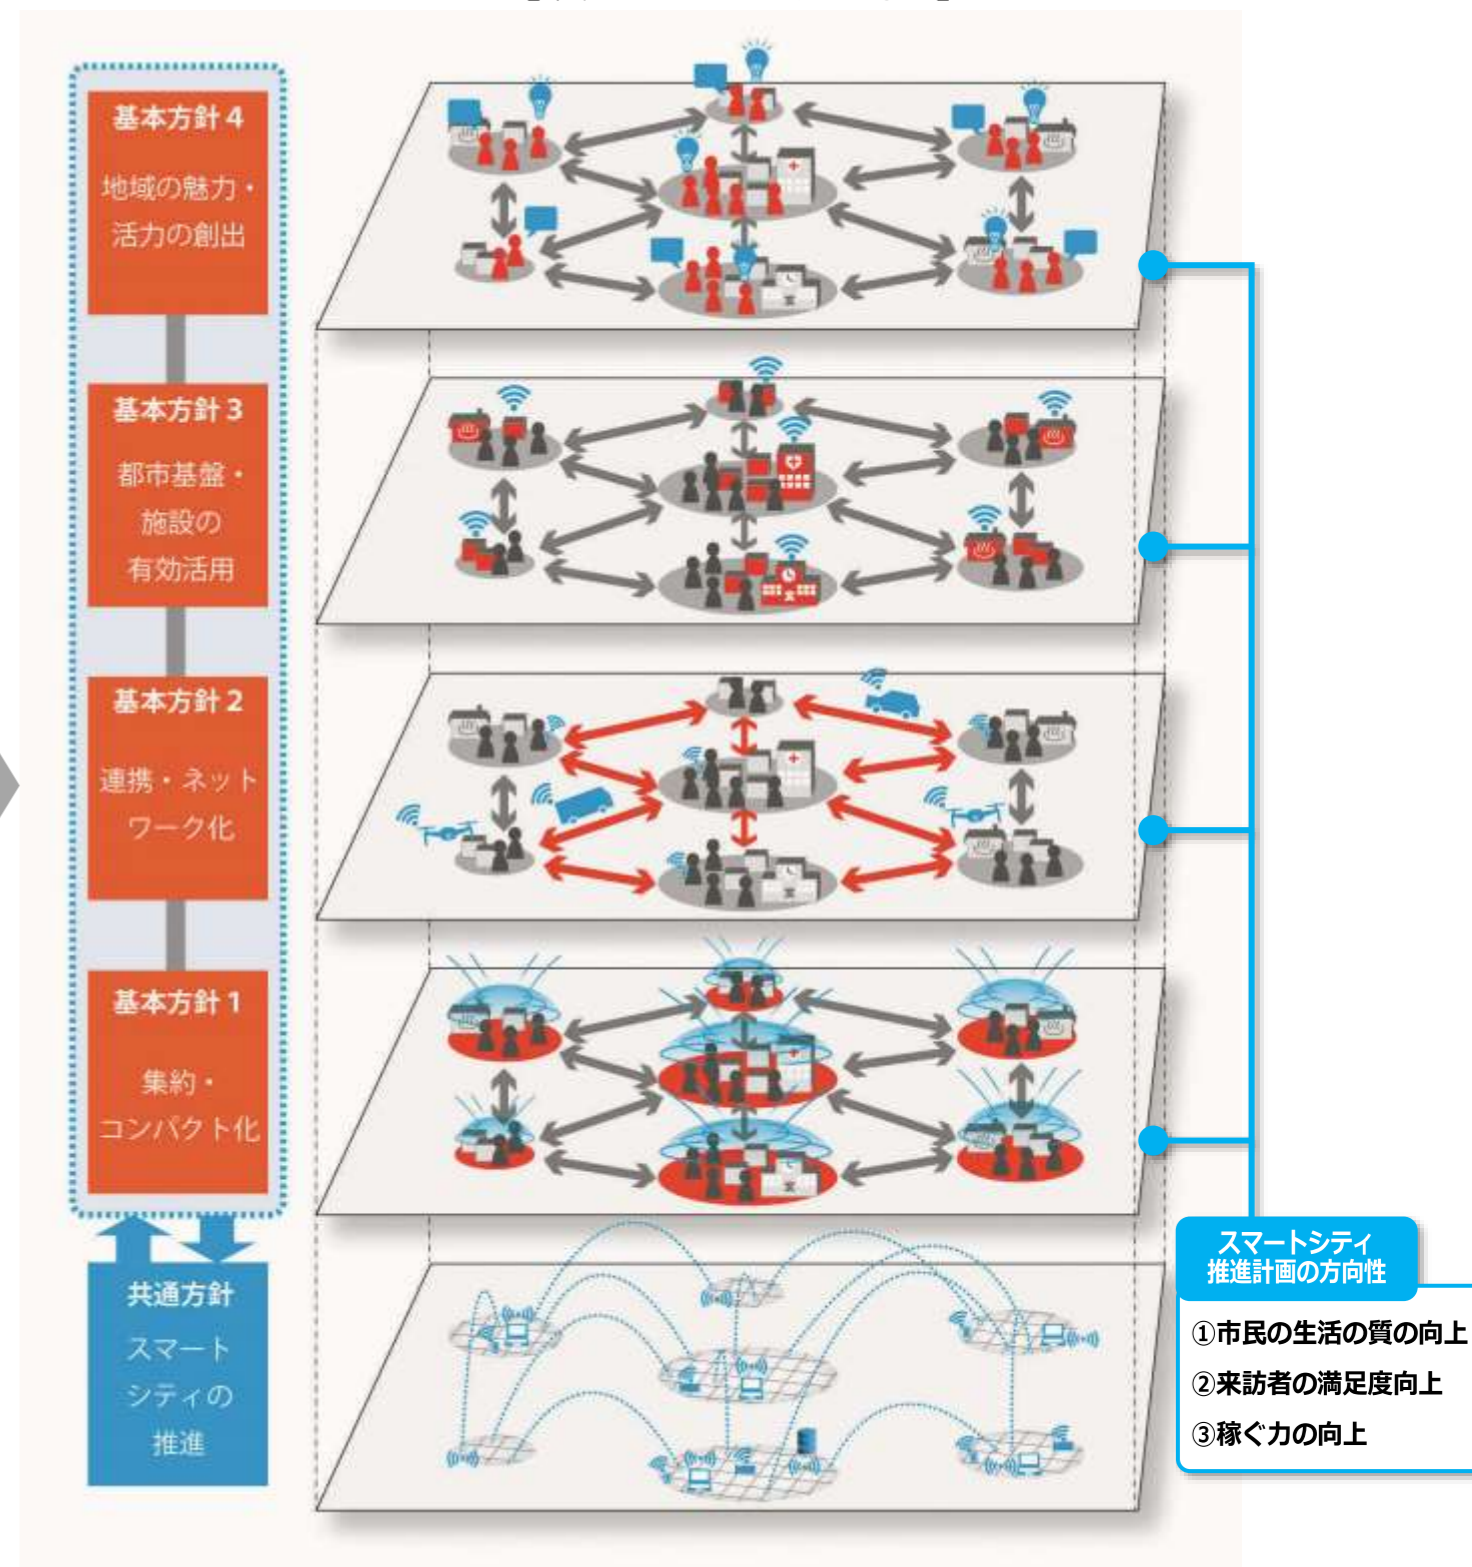 基本方針４
地域の魅力・
活力の創出
基本方針３
都市基盤・
施設の
有効活用
基本方針２
連携・ネット
ワーク化
基本方針１
集約・
コンパクト化
共通方針
スマート
シティの
推進
スマートシティ
推進計画の方向性
①市民の生活の質の向上
②来訪者の満足度向上
③稼ぐ力の向上